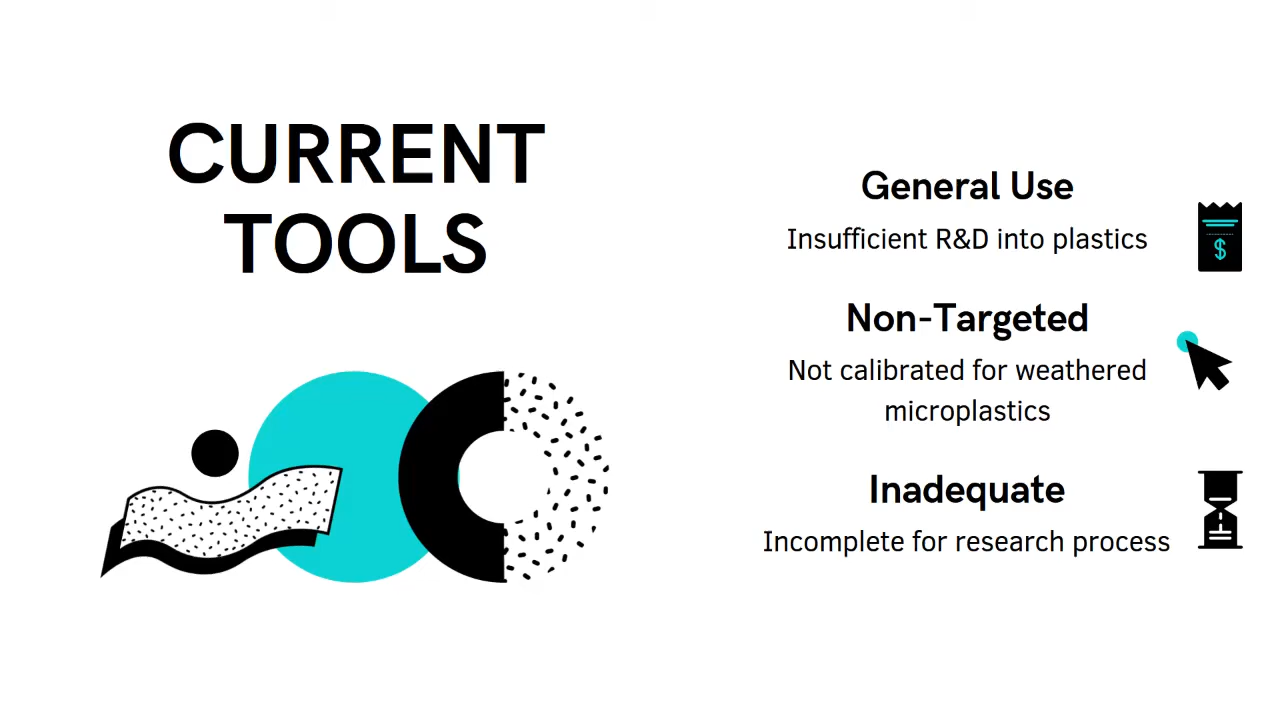 CURRENT
TOOLS
General Use
Insufficient R&D into plastics
$
Non-Targeted
Not calibrated for weathered
microplastics
Inadequate
Incomplete for research process